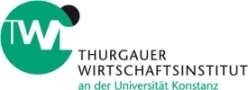 TWI
THURGAUER
WIRTSCHAFTSINSTITUT
an der Universität Konstanz